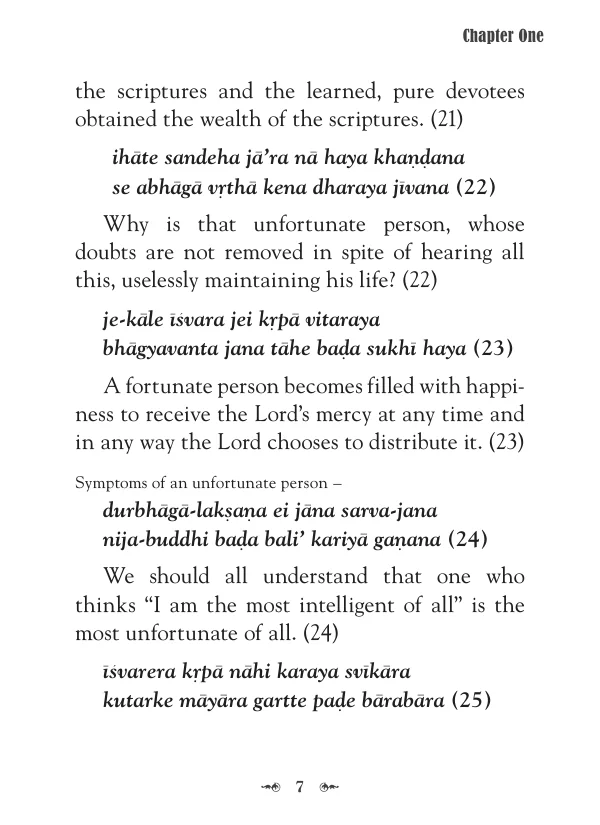 Chapter One
the scriptures and the learned, pure devotees
obtained the wealth of the scriptures. (21)
ihāte sandeha jā’ra nā haya khaṇḍana
se abhāgā vṛthā kena dharaya jīvana (22)
Why is that unfortunate person, whose
doubts are not removed in spite of hearing all
this, uselessly maintaining his life? (22)
je-kāle īśvara jei kṛpā vitaraya
bhāgyavanta jana tāhe baḍa sukhī haya (23)
A fortunate person becomes filled with happi-
ness to receive the Lord’s mercy at any time and
in any way the Lord chooses to distribute it. (23)
Symptoms of an unfortunate person –
durbhāgā-lakṣaṇa ei jāna sarva-jana
nija-buddhi baḍa bali’ kariyā gaṇana (24)
We should all understand that one who
thinks “I am the most intelligent of all” is the
most unfortunate of all. (24)
īśvarera kṛpā nāhi karaya svīkāra
kutarke māyāra gartte paḍe bārabāra (25)
7